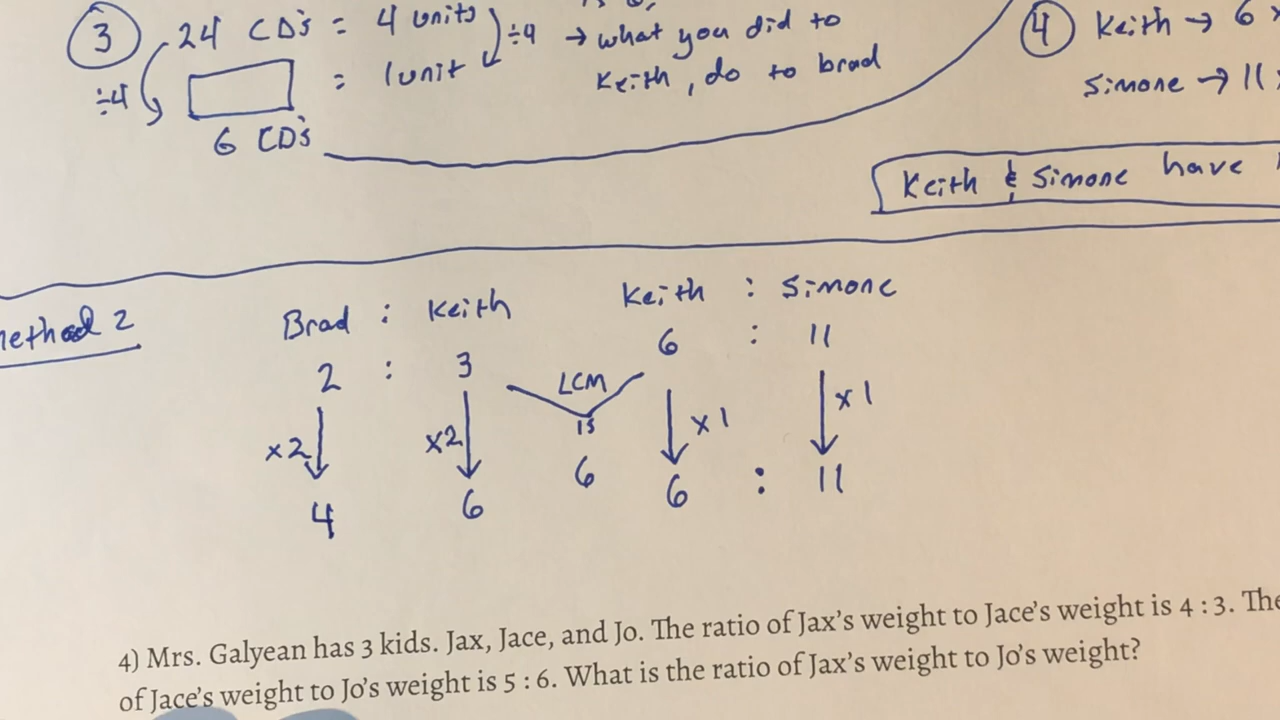 ③ 24 CD's = 4 units ÷4 → what you did to
Keith, do to brad
÷4 = 1 unit
6 CD's
④ Keith → 6
Simone → 11
Keith & Simone have
method 2
Brad : Keith Keith : Simone
2 : 3 LCM 6 : 11
×2 ×2 is ×1 ×1
4 6 6 6 : 11
4) Mrs. Galyean has 3 kids. Jax, Jace, and Jo. The ratio of Jax's weight to Jace's weight is 4 : 3. The
of Jace's weight to Jo's weight is 5 : 6. What is the ratio of Jax's weight to Jo's weight?